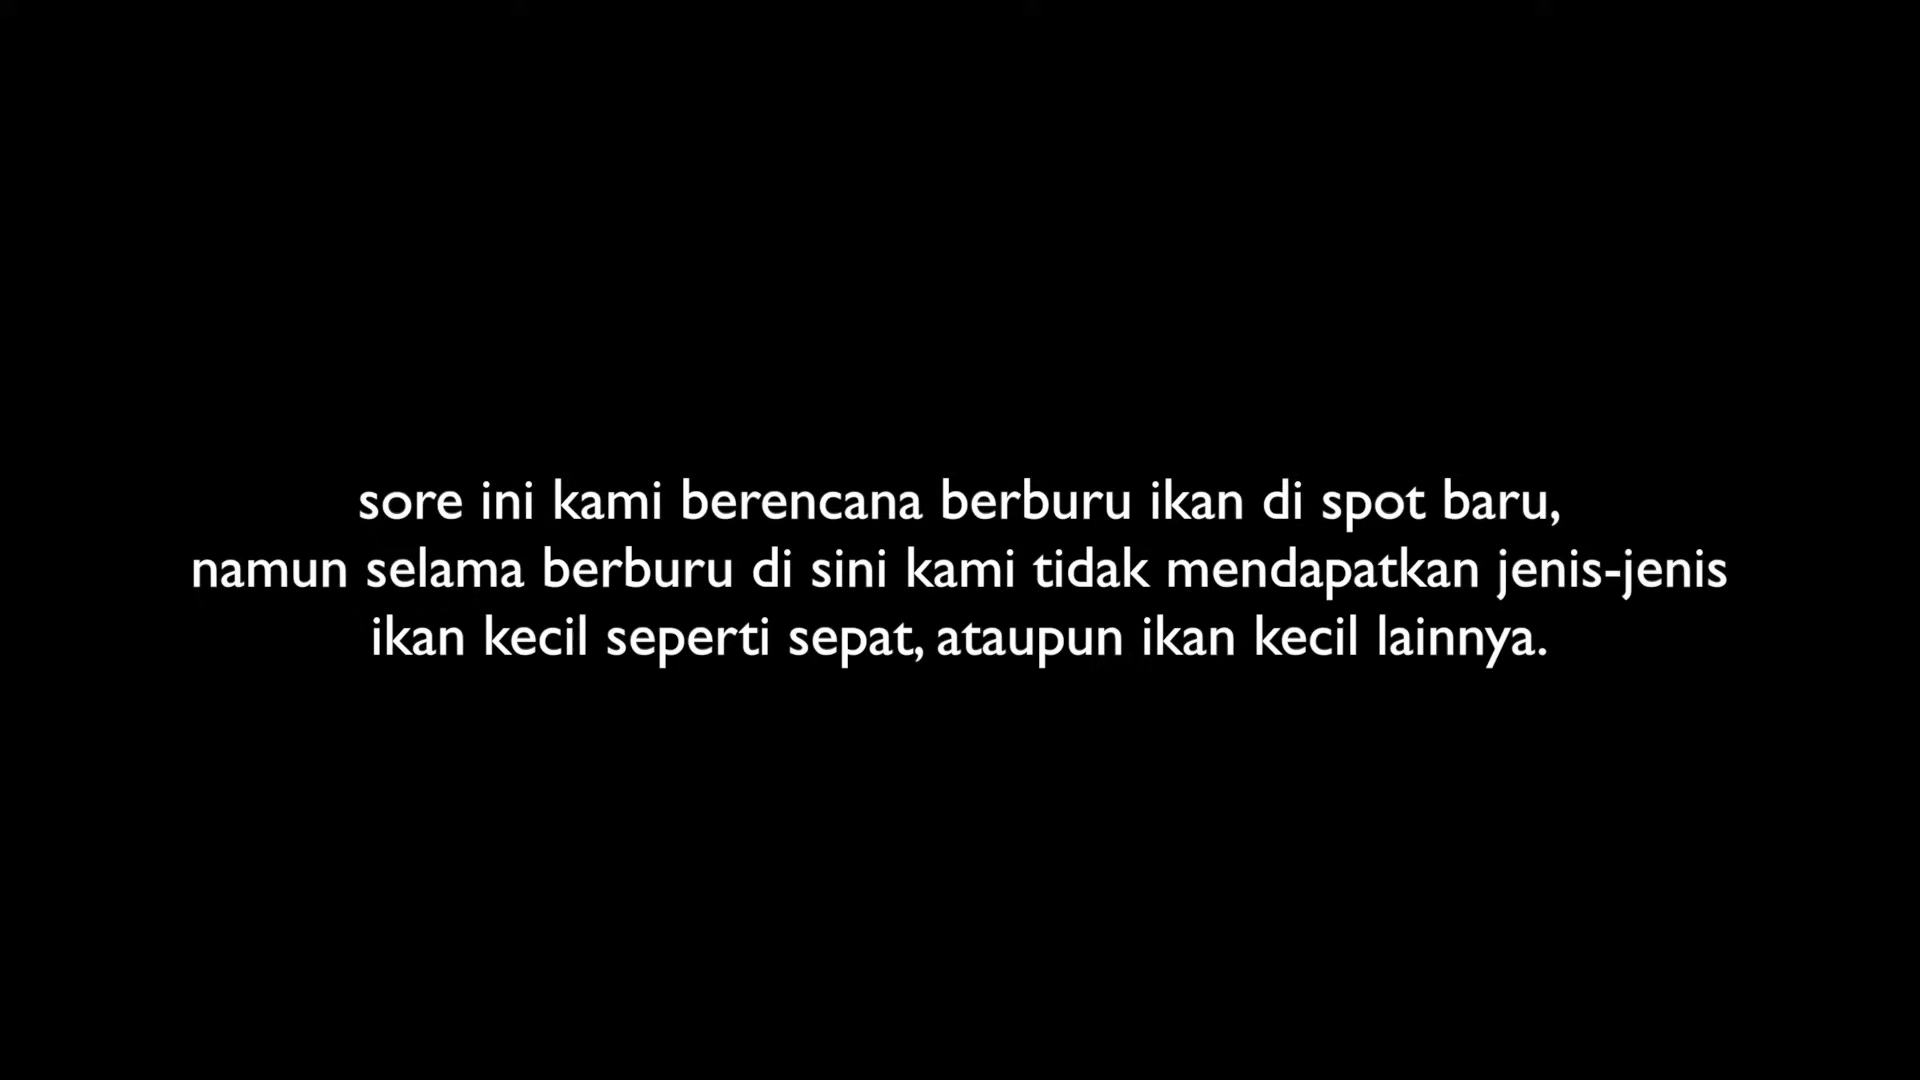 sore ini kami berencana berburu ikan di spot baru,
namun selama berburu di sini kami tidak mendapatkan jenis-jenis
ikan kecil seperti sepat, ataupun ikan kecil lainnya.